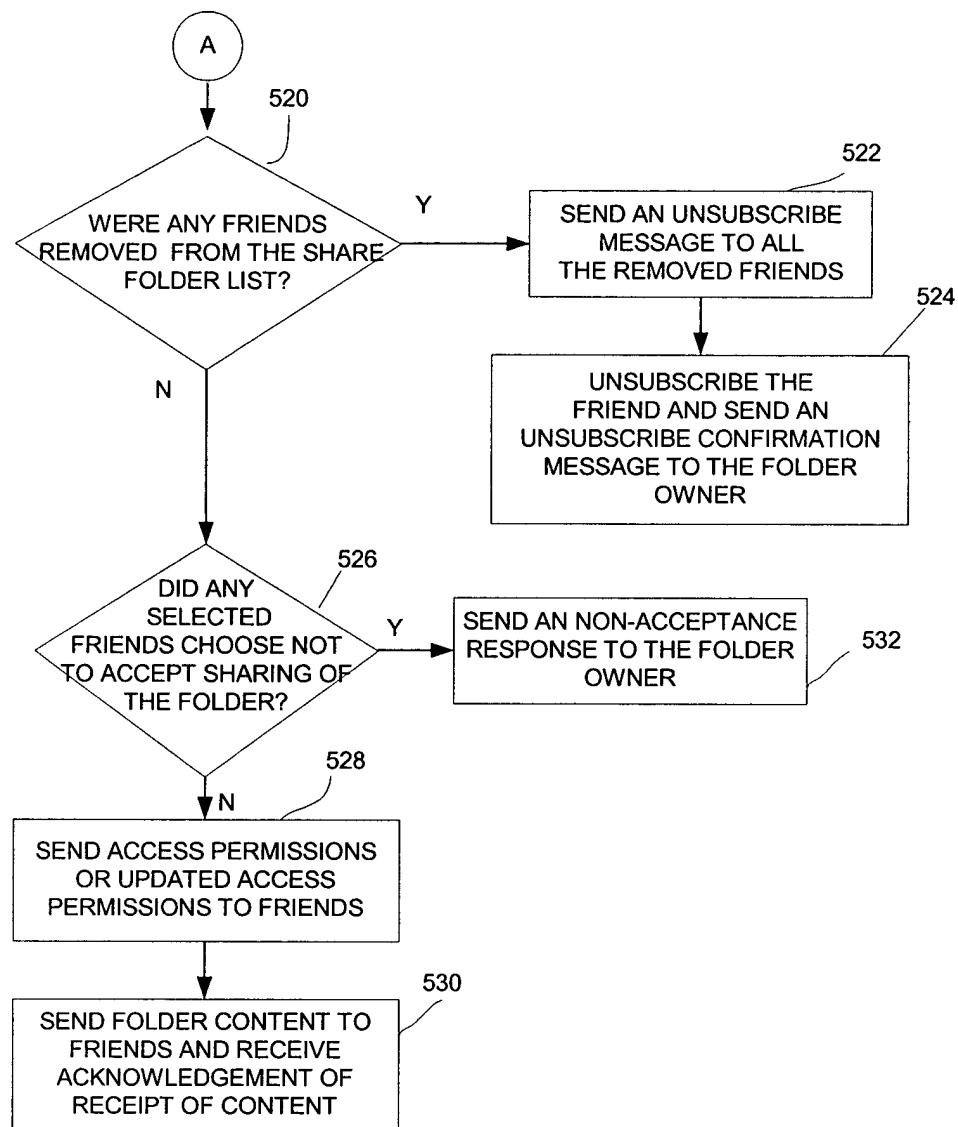 A
520
WERE ANY FRIENDS
REMOVED FROM THE SHARE
FOLDER LIST?
Y
522
SEND AN UNSUBSCRIBE
MESSAGE TO ALL
THE REMOVED FRIENDS
524
UNSUBSCRIBE THE
FRIEND AND SEND AN
UNSUBSCRIBE CONFIRMATION
MESSAGE TO THE FOLDER
OWNER
N
526
DID ANY
SELECTED
FRIENDS CHOOSE NOT
TO ACCEPT SHARING OF
THE FOLDER?
Y
SEND AN NON-ACCEPTANCE
RESPONSE TO THE FOLDER
OWNER
532
528
N
SEND ACCESS PERMISSIONS
OR UPDATED ACCESS
PERMISSIONS TO FRIENDS
530
SEND FOLDER CONTENT TO
FRIENDS AND RECEIVE
ACKNOWLEDGEMENT OF
RECEIPT OF CONTENT